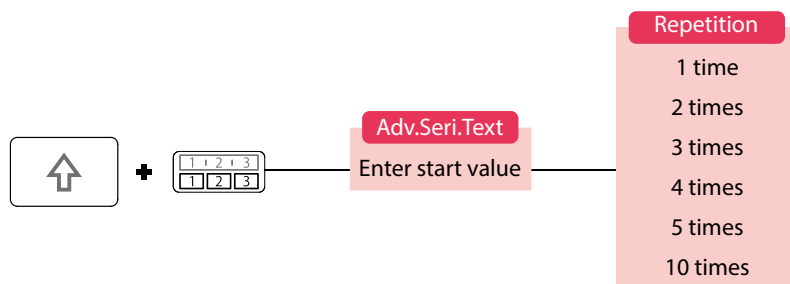 1 2 3
1 2 3
Adv.Seri.Text
Enter start value
Repetition
1 time
2 times
3 times
4 times
5 times
10 times